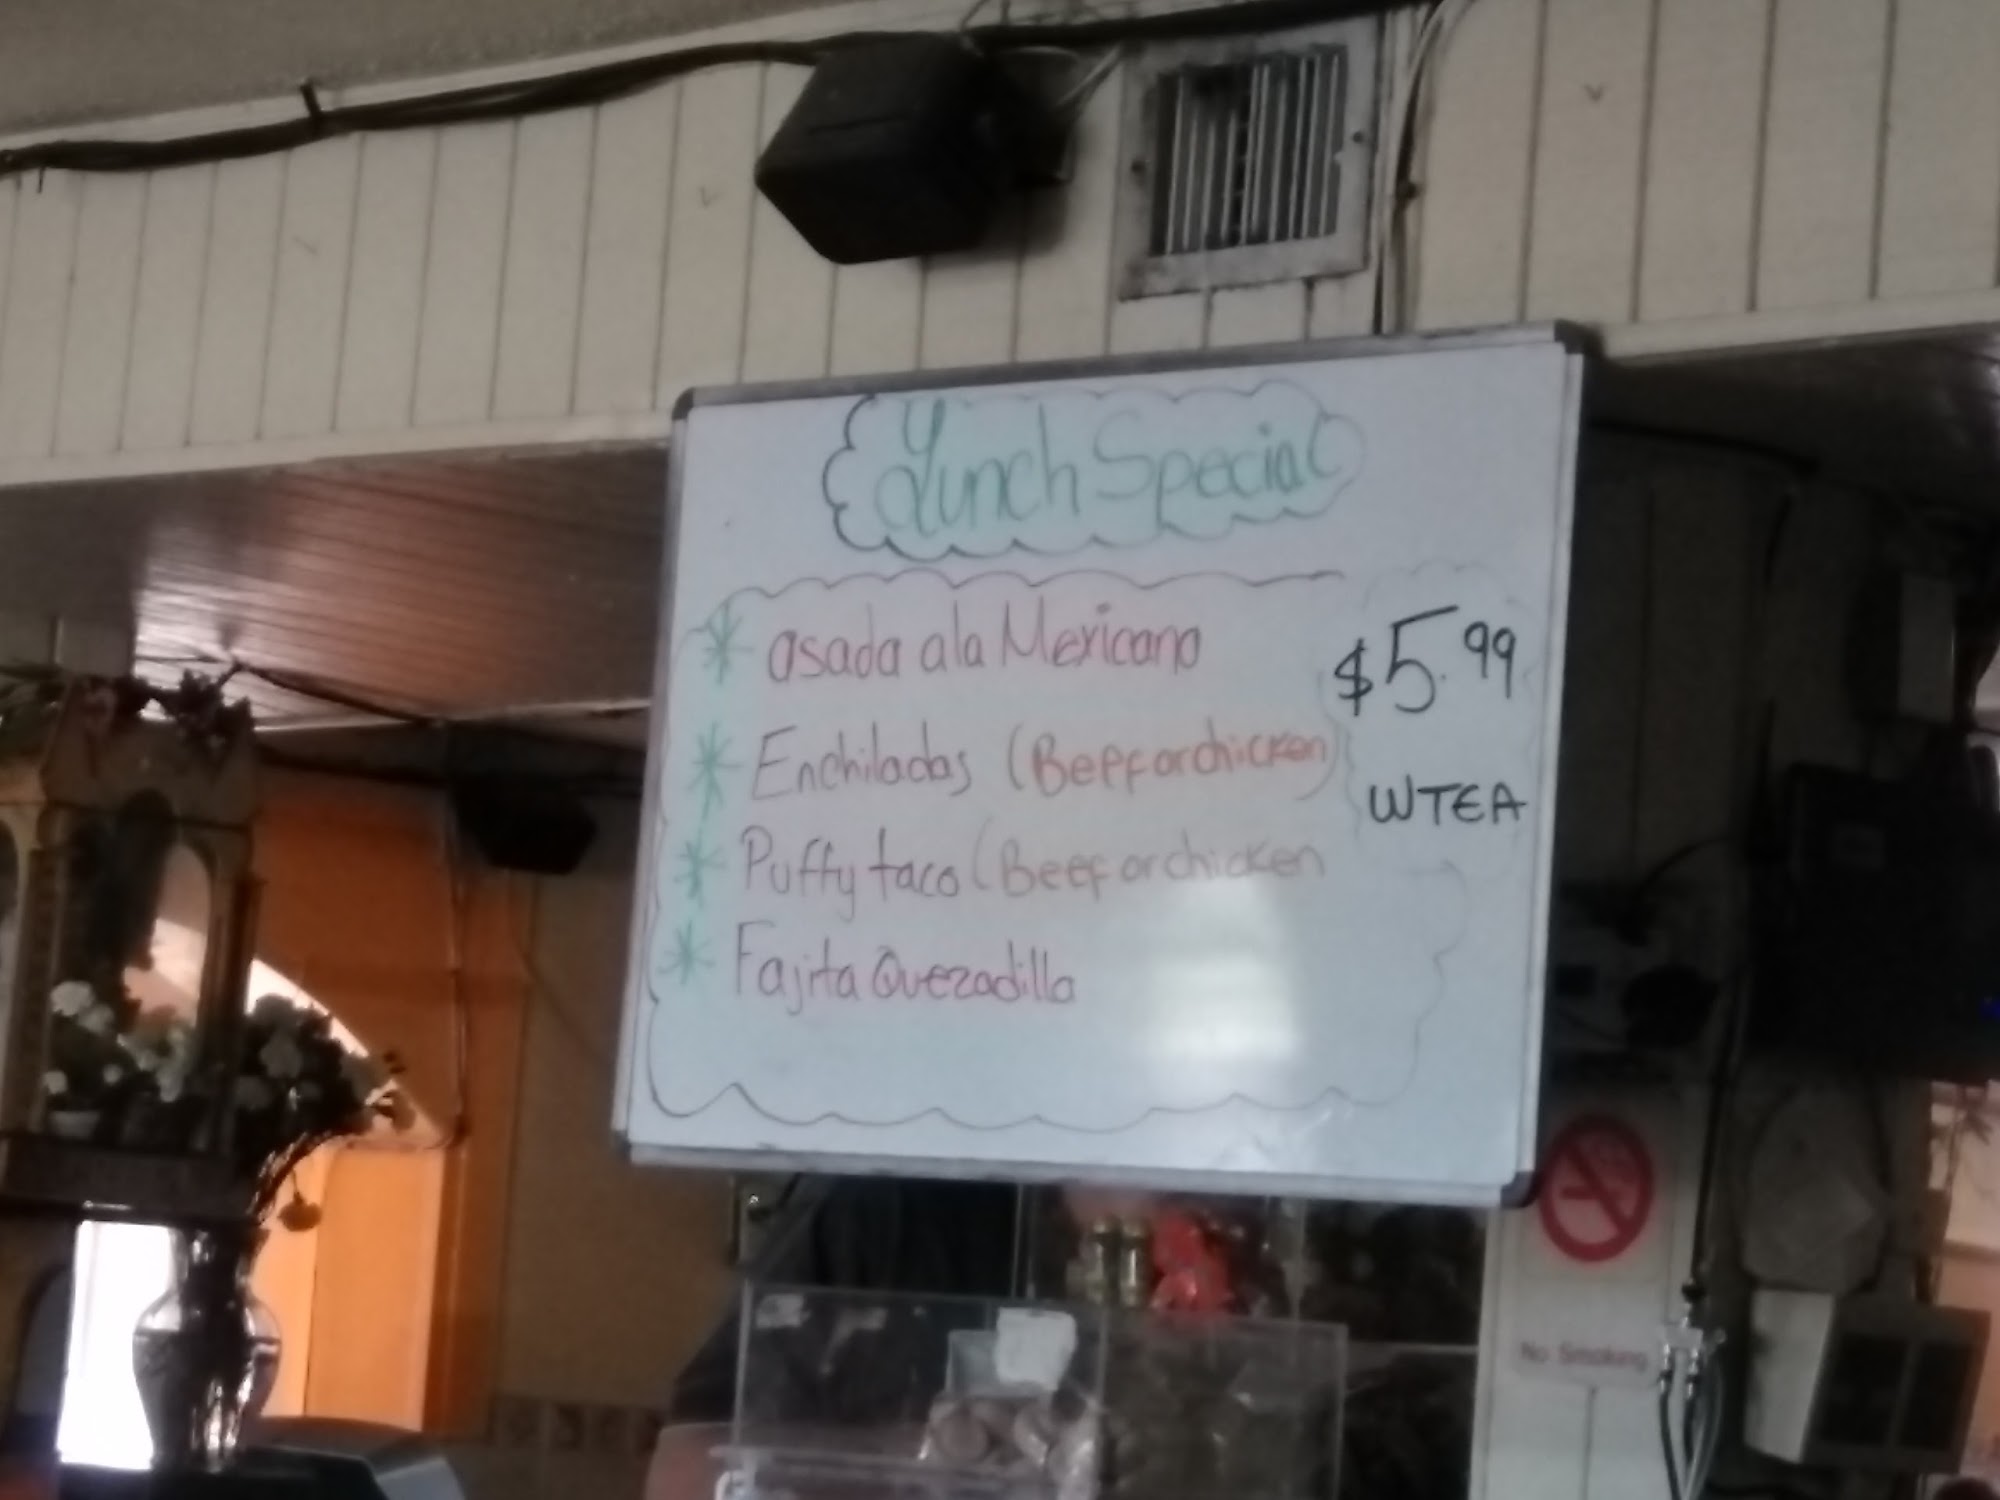 Lunch Special
* asada ala Mexicana
$5.99
* Enchiladas (Beef or chicken)
W TEA
* Puffy taco (Beef or chicken
* Fajita Quezadilla
No Smoking